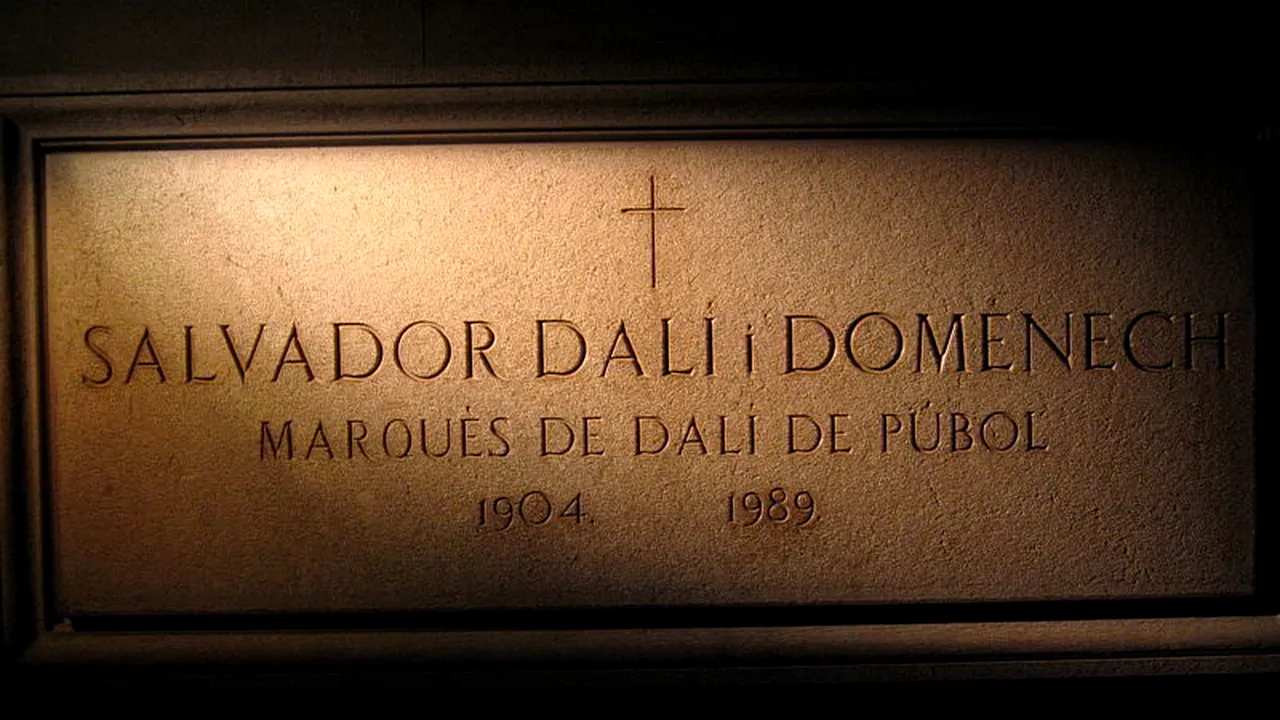 SALVADOR DALÍ i DOMÈNECH
MARQUÈS DE DALÍ DE PÚBOL
1904. 1989.